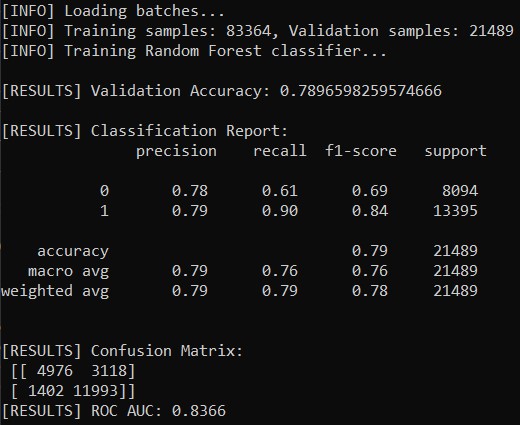 [INFO] Loading batches...
[INFO] Training samples: 83364, Validation samples: 21489
[INFO] Training Random Forest classifier...
[RESULTS] Validation Accuracy: 0.7896598259574666
[RESULTS] Classification Report:
precision recall f1-score support
0 0.78 0.61 0.69 8094
1 0.79 0.90 0.84 13395
accuracy 0.79 21489
macro avg 0.79 0.76 0.76 21489
weighted avg 0.79 0.79 0.78 21489
[RESULTS] Confusion Matrix:
[[ 4976 3118]
[ 1402 11993]]
[RESULTS] ROC AUC: 0.8366